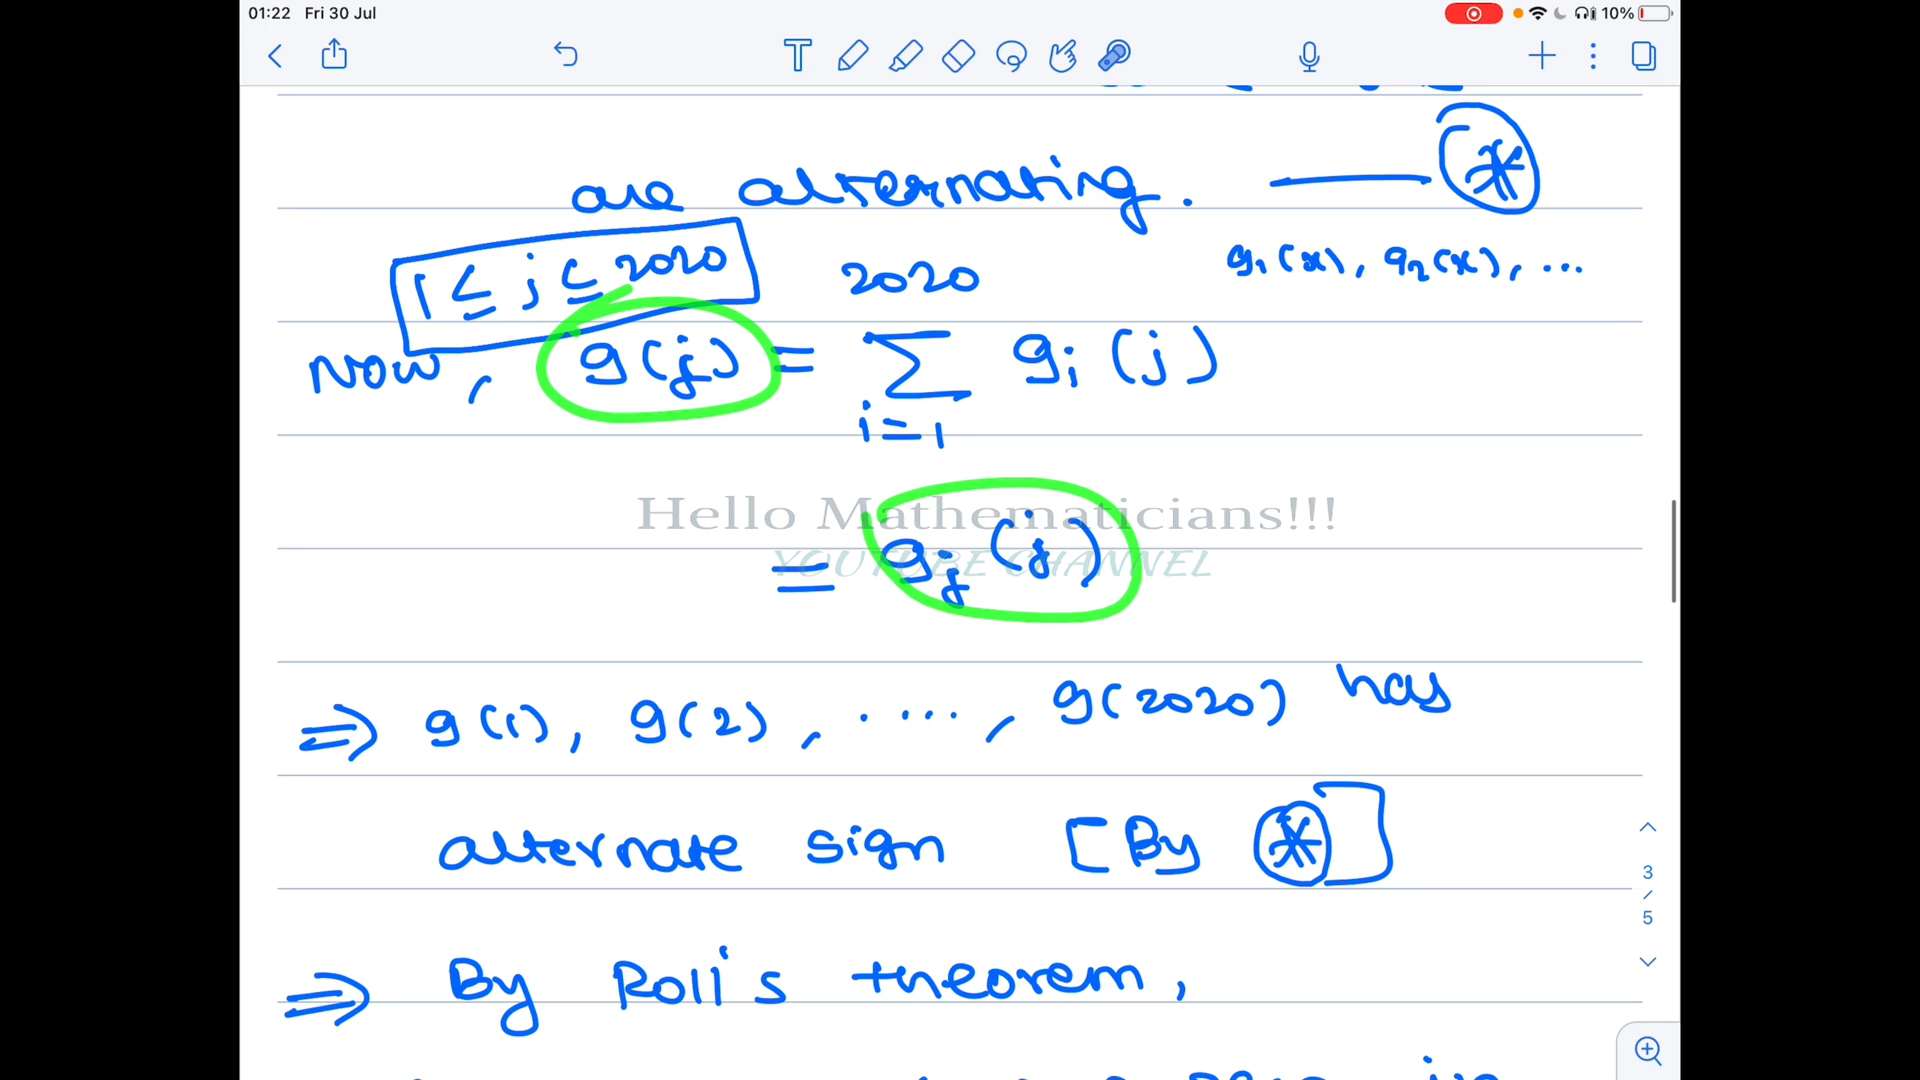 01:22 Fri 30 Jul 10%
are alternating. —— *
1 ≤ j ≤ 2020 2020 g₁(x), g₂(x), ...
Now, g(j) = ∑ gᵢ(j)
i=1
Hello Mathematicians!!!
= gⱼ(j)
YOUTUBE CHANNEL
⇒ g(1), g(2), ....., g(2020) has
alternate sign [By *]
3
/
5
⇒ By Roll's theorem,